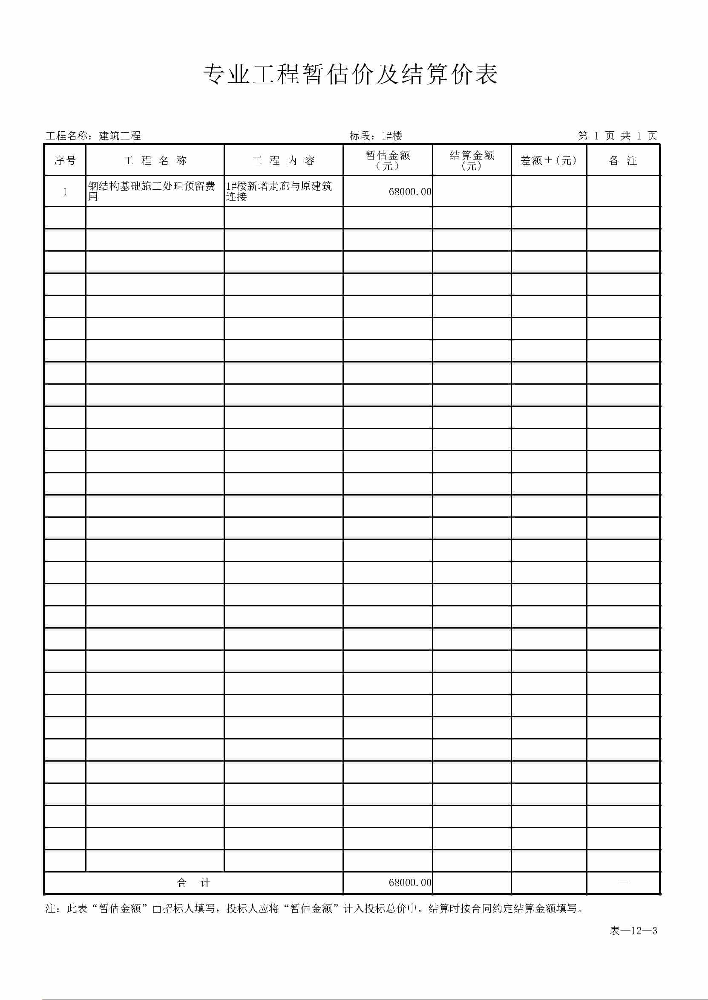 专业工程暂估价及结算价表
工程名称：建筑工程 标段：1#楼 第 1 页 共 1 页
序号 工 程 名 称 工 程 内 容 暂估金额（元） 结算金额（元） 差额±（元） 备 注
1 钢结构基础施工处理预留费用 1#楼新增走廊与原建筑连接 68000.00
合 计 68000.00 —
注：此表“暂估金额”由招标人填写，投标人应将“暂估金额”计入投标总价中。结算时按合同约定结算金额填写。
表—12—3